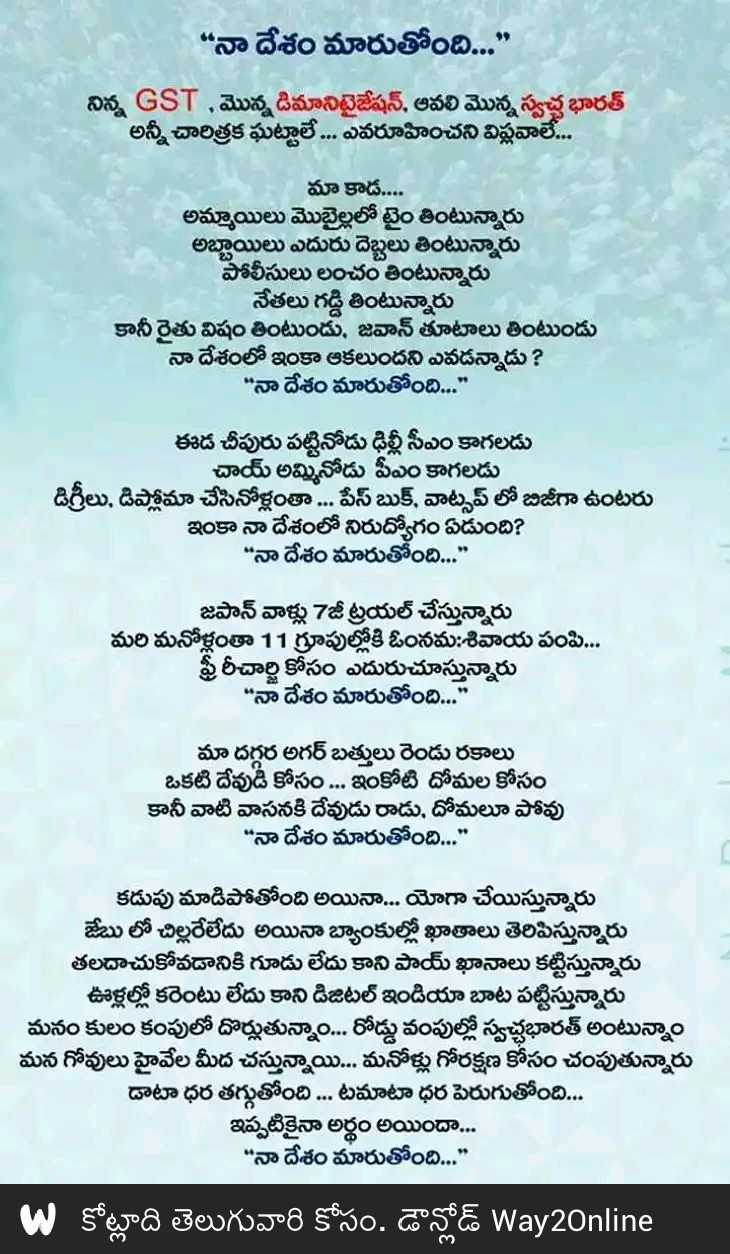 “నా దేశం మారుతోంది...”
నిన్న GST , మొన్న డిమానిటైజేషన్, ఆవలి మొన్న స్వచ్ఛ భారత్
అన్నీ చారిత్రక ఘట్టాలే ... ఎవరూహించని విప్లవాలే...
మా కాడ....
అమ్మాయిలు మొబైల్లలో టైం తింటున్నారు
అబ్బాయిలు ఎదురు దెబ్బలు తింటున్నారు
పోలీసులు లంచం తింటున్నారు
నేతలు గడ్డి తింటున్నారు
కానీ రైతు విషం తింటుండు, జవాన్ తూటాలు తింటుండు
నా దేశంలో ఇంకా ఆకలుందని ఎవడన్నాడు ?
“నా దేశం మారుతోంది...”
ఈడ చీపురు పట్టినోడు ఢిల్లీ సీఎం కాగలడు
చాయ్ అమ్మినోడు పీఎం కాగలడు
డిగ్రీలు, డిప్లోమా చేసినోళ్లంతా ... పేస్ బుక్, వాట్సప్ లో బిజీగా ఉంటరు
ఇంకా నా దేశంలో నిరుద్యోగం ఏడుంది?
“నా దేశం మారుతోంది...”
జపాన్ వాళ్లు 7జీ ట్రయల్ చేస్తున్నారు
మరి మనోళ్లంతా 11 గ్రూపుల్లోకి ఓంనమ:శివాయ పంపి...
ఫ్రీ రీచార్జి కోసం ఎదురుచూస్తున్నారు
“నా దేశం మారుతోంది...”
మా దగ్గర అగర్ బత్తులు రెండు రకాలు
ఒకటి దేవుడి కోసం ... ఇంకోటి దోమల కోసం
కానీ వాటి వాసనకి దేవుడు రాడు, దోమలూ పోవు
“నా దేశం మారుతోంది...”
కడుపు మాడిపోతోంది అయినా... యోగా చేయిస్తున్నారు
జేబు లో చిల్లరేలేదు అయినా బ్యాంకుల్లో ఖాతాలు తెరిపిస్తున్నారు
తలదాచుకోవడానికి గూడు లేదు కాని పాయ్ ఖానాలు కట్టిస్తున్నారు
ఊళ్లల్లో కరెంటు లేదు కాని డిజిటల్ ఇండియా బాట పట్టిస్తున్నారు
మనం కులం కంపులో దొర్లుతున్నాం... రోడ్డు వంపుల్లో స్వచ్ఛభారత్ అంటున్నాం
మన గోవులు హైవేల మీద చస్తున్నాయి... మనోళ్లు గోరక్షణ కోసం చంపుతున్నారు
డాటా ధర తగ్గుతోంది ... టమాటా ధర పెరుగుతోంది...
ఇప్పటికైనా అర్థం అయిందా...
“నా దేశం మారుతోంది...”
కోట్లాది తెలుగువారి కోసం. డౌన్లోడ్ Way2Online